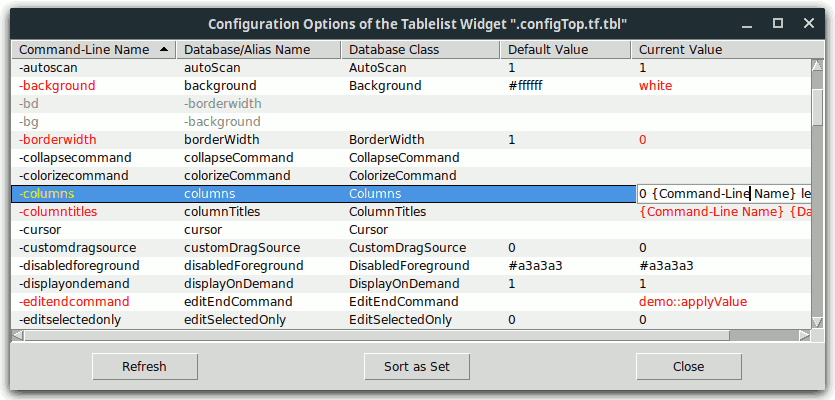 Configuration Options of the Tablelist Widget ".configTop.tf.tbl"
Command-Line Name Database/Alias Name Database Class Default Value Current Value
-autoscan autoScan AutoScan 1 1
-background background Background #ffffff white
-bd -borderwidth
-bg -background
-borderwidth borderWidth BorderWidth 1 0
-collapsecommand collapseCommand CollapseCommand
-colorizecommand colorizeCommand ColorizeCommand
-columns columns Columns 0 {Command-Line Name} le
-columntitles columnTitles ColumnTitles {Command-Line Name} {Da
-cursor cursor Cursor
-customdragsource customDragSource CustomDragSource 0 0
-disabledforeground disabledForeground DisabledForeground #a3a3a3 #a3a3a3
-displayondemand displayOnDemand DisplayOnDemand 1 1
-editendcommand editEndCommand EditEndCommand demo::applyValue
-editselectedonly editSelectedOnly EditSelectedOnly 0 0
Refresh Sort as Set Close